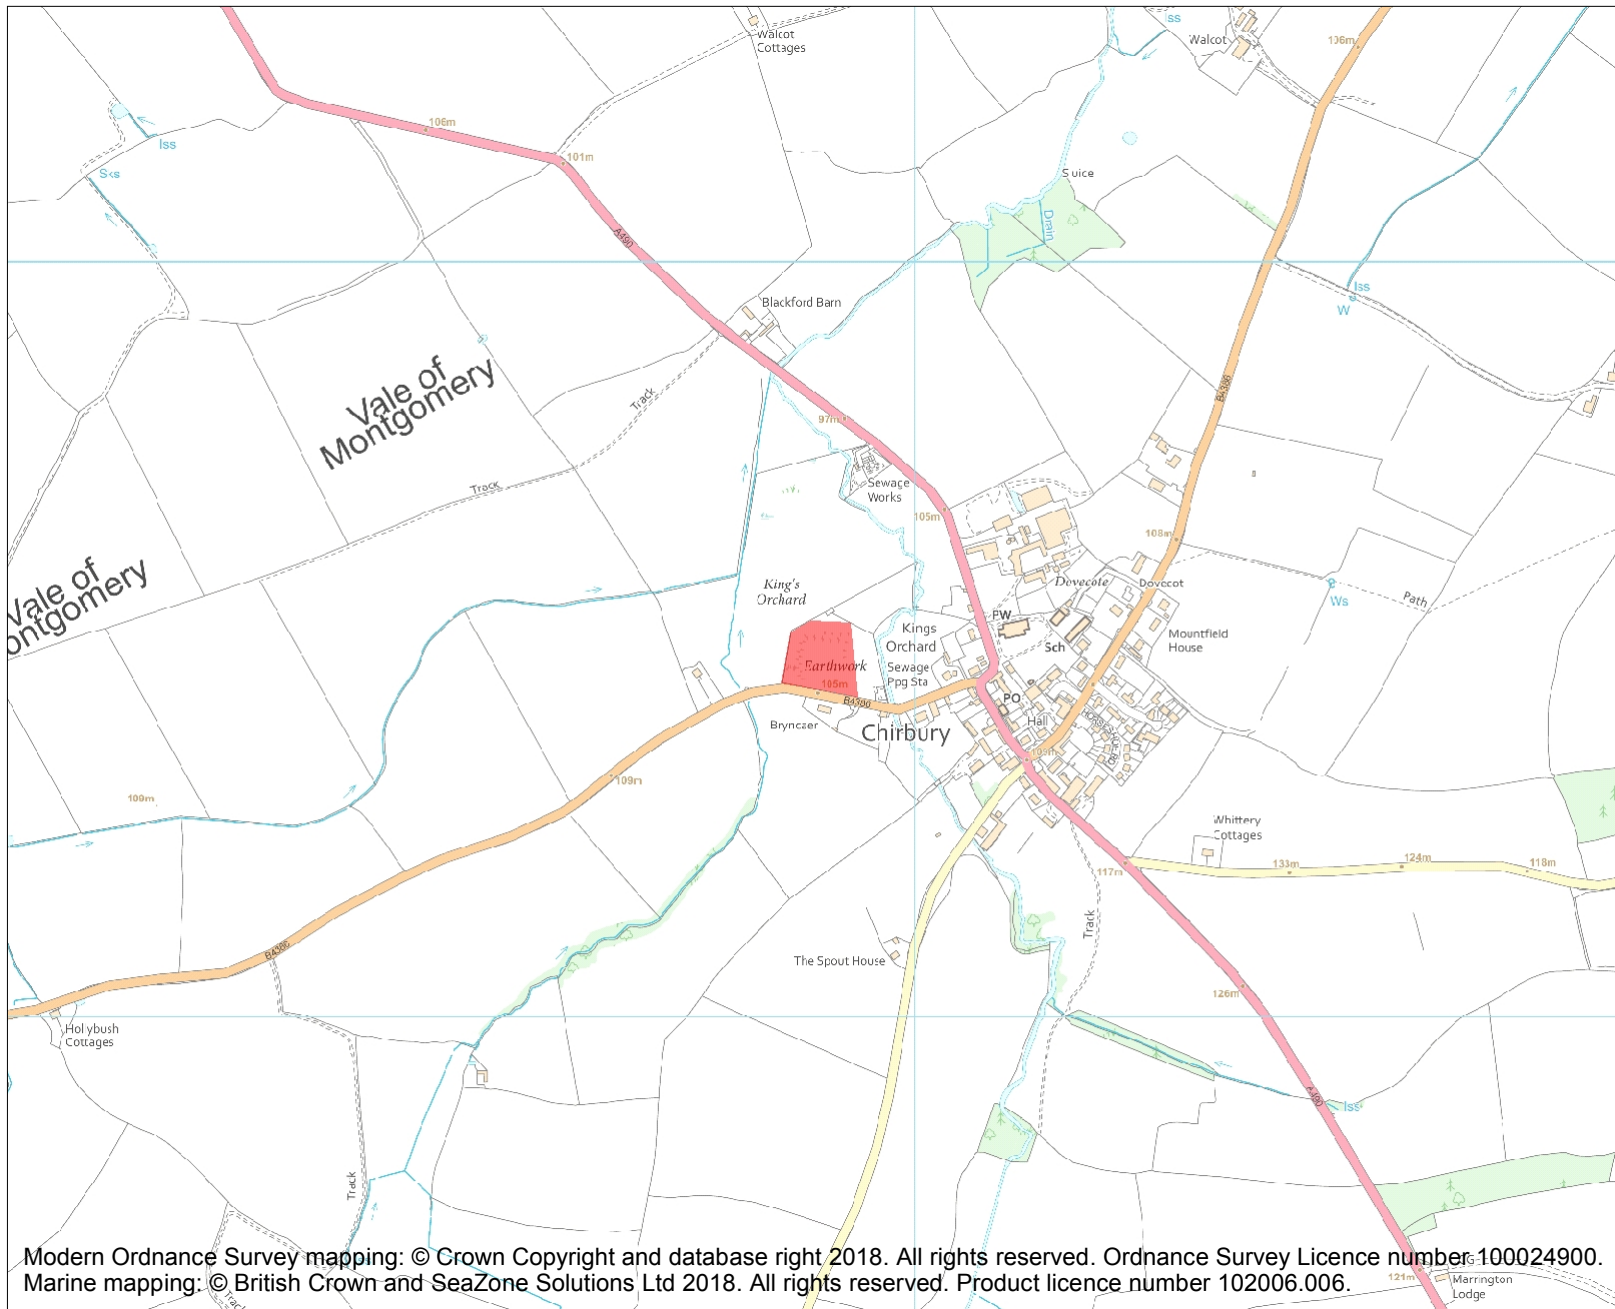 Walcot
Cottages
Iss
Walcot
106m
106m
Iss
101m
Sks
A490
Drain
Iss
W
Blackford Barn
Vale of
Montgomery
Track
B4386
97m
Track
Sewage
Works
105m
108m
Vale of
ontgomery
King's
Orchard
Dovecote
Dovecot
Ws
Path
PW
Kings
Orchard
Mountfield
House
Sch
Earthwork
Sewage
Ppg Sta
105m
B4386
PO
Hall
Chirbury
109m
109m
Whittery
Cottages
133m
124m
118m
117m
Track
B4386
The Spout House
126m
Hollybush
Cottages
A490
Iss
Track
Modern Ordnance Survey mapping: © Crown Copyright and database right 2018. All rights reserved. Ordnance Survey Licence number 100024900.
Marine mapping: © British Crown and SeaZone Solutions Ltd 2018. All rights reserved. Product licence number 102006.006.
121m
Marrington
Lodge
Track